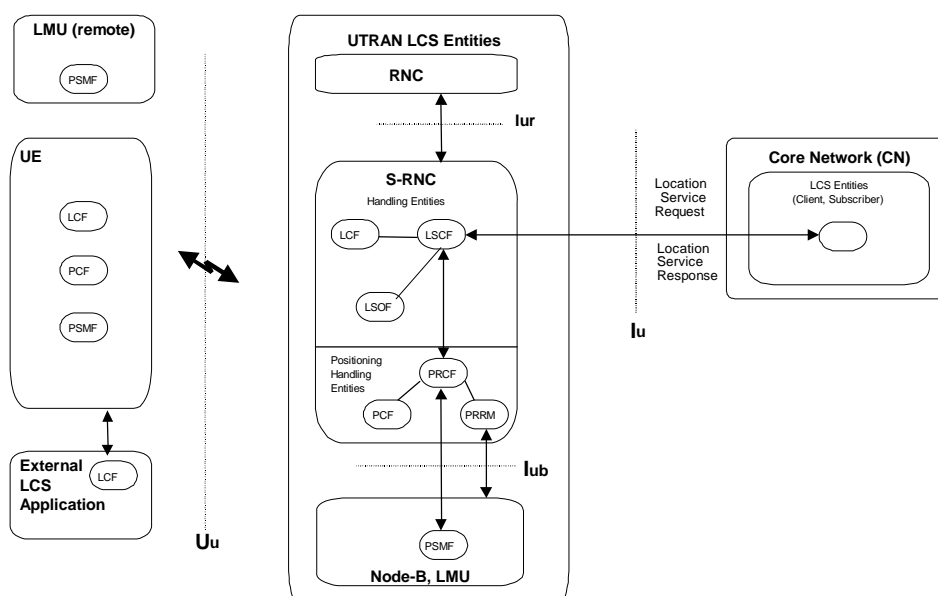 LMU (remote)
PSMF
UE
LCF
PCF
PSMF
External
LCS
Application
LCF
Uu
UTRAN LCS Entities
RNC
Iur
S-RNC
Handling Entities
LCF
LSCF
LSOF
Positioning
Handling
Entities
PRCF
PCF
PRRM
Iub
PSMF
Node-B, LMU
Location
Service
Request
Location
Service
Response
Iu
Core Network (CN)
LCS Entities
(Client, Subscriber)